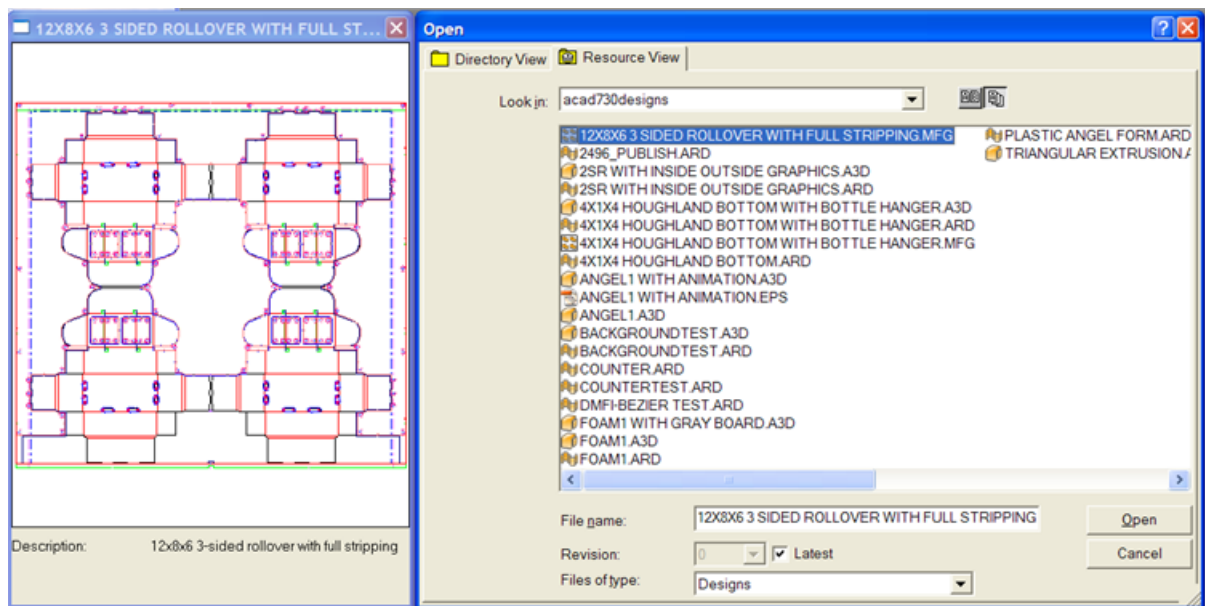 12X8X6 3 SIDED ROLLOVER WITH FULL ST...
Description: 12x8x6 3-sided rollover with full stripping
Open
Directory View Resource View
Look in: acad730designs
12X8X6 3 SIDED ROLLOVER WITH FULL STRIPPING.MFG
2496_PUBLISH.ARD
2SR WITH INSIDE OUTSIDE GRAPHICS.A3D
2SR WITH INSIDE OUTSIDE GRAPHICS.ARD
4X1X4 HOUGHLAND BOTTOM WITH BOTTLE HANGER.A3D
4X1X4 HOUGHLAND BOTTOM WITH BOTTLE HANGER.ARD
4X1X4 HOUGHLAND BOTTOM WITH BOTTLE HANGER.MFG
4X1X4 HOUGHLAND BOTTOM.ARD
ANGEL1 WITH ANIMATION.A3D
ANGEL1 WITH ANIMATION.EPS
ANGEL1.A3D
BACKGROUNDTEST.A3D
BACKGROUNDTEST.ARD
COUNTER.ARD
COUNTERTEST.ARD
DMFI-BEZIER TEST.ARD
FOAM1 WITH GRAY BOARD.A3D
FOAM1.A3D
FOAM1.ARD
PLASTIC ANGEL FORM.ARD
TRIANGULAR EXTRUSION.A
File name: 12X8X6 3 SIDED ROLLOVER WITH FULL STRIPPING
Open
Revision: 0 Latest
Cancel
Files of type: Designs